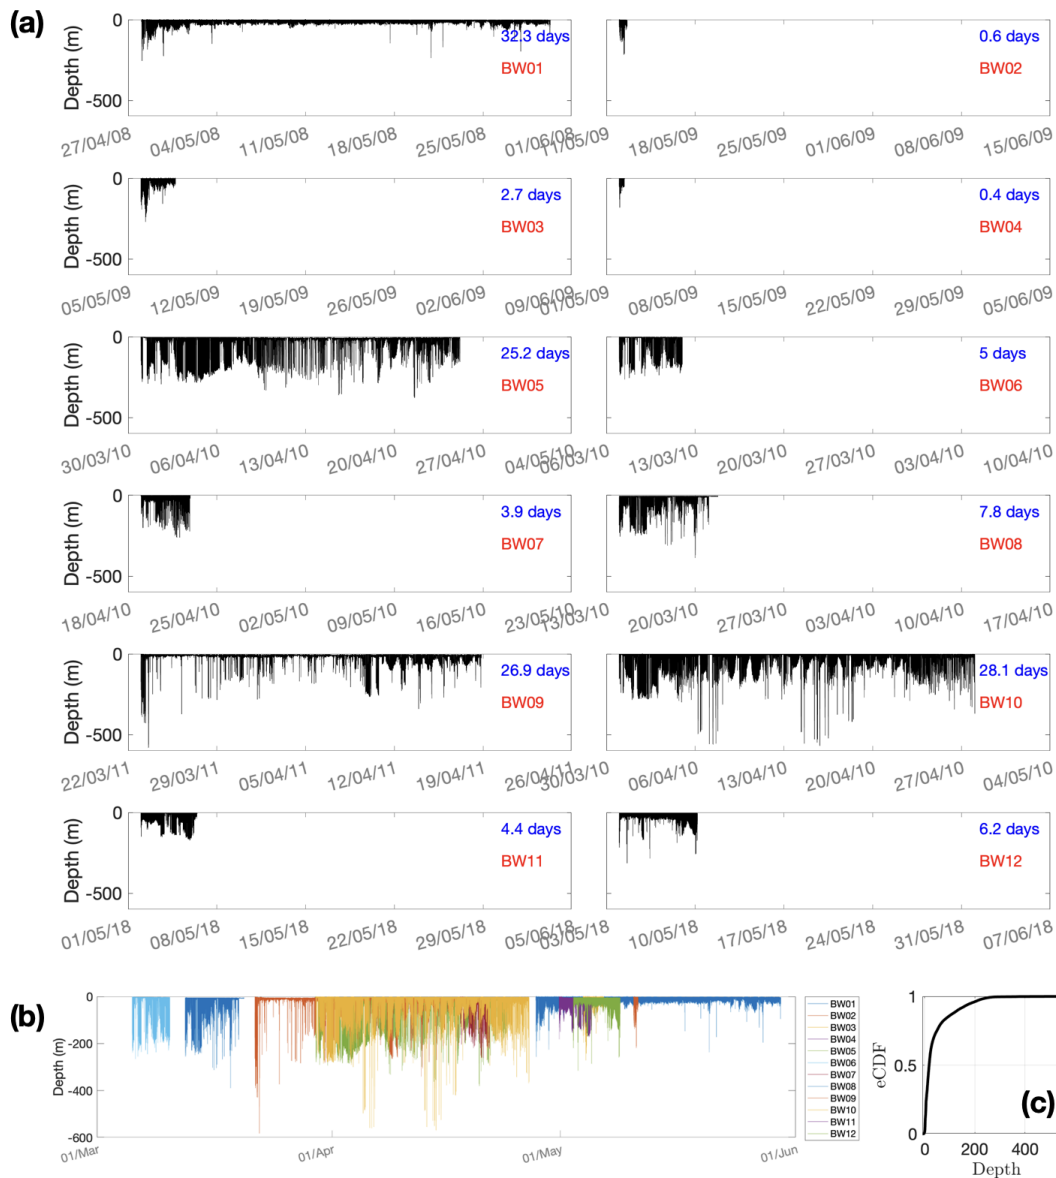 (a)
Depth (m)
0
-500
32.3 days
BW01
27/04/08 04/05/08 11/05/08 18/05/08 25/05/08 01/06/08
0.6 days
BW02
11/05/09 18/05/09 25/05/09 01/06/09 08/06/09 15/06/09
Depth (m)
0
-500
2.7 days
BW03
05/05/09 12/05/09 19/05/09 26/05/09 02/06/09 09/06/09
0.4 days
BW04
01/05/09 08/05/09 15/05/09 22/05/09 29/05/09 05/06/09
Depth (m)
0
-500
25.2 days
BW05
30/03/10 06/04/10 13/04/10 20/04/10 27/04/10 04/05/10
5 days
BW06
06/03/10 13/03/10 20/03/10 27/03/10 03/04/10 10/04/10
Depth (m)
0
-500
3.9 days
BW07
18/04/10 25/04/10 02/05/10 09/05/10 16/05/10 23/05/10
7.8 days
BW08
13/03/10 20/03/10 27/03/10 03/04/10 10/04/10 17/04/10
Depth (m)
0
-500
26.9 days
BW09
22/03/11 29/03/11 05/04/11 12/04/11 19/04/11 26/04/11
28.1 days
BW10
30/03/10 06/04/10 13/04/10 20/04/10 27/04/10 04/05/10
Depth (m)
0
-500
4.4 days
BW11
01/05/18 08/05/18 15/05/18 22/05/18 29/05/18 05/06/18
6.2 days
BW12
03/05/18 10/05/18 17/05/18 24/05/18 31/05/18 07/06/18
(b)
Depth (m)
0
-200
-400
-600
01/Mar 01/Apr 01/May 01/Jun
BW01
BW02
BW03
BW04
BW05
BW06
BW07
BW08
BW09
BW10
BW11
BW12
eCDF
1
0.5
0
(c)
0 200 400
Depth